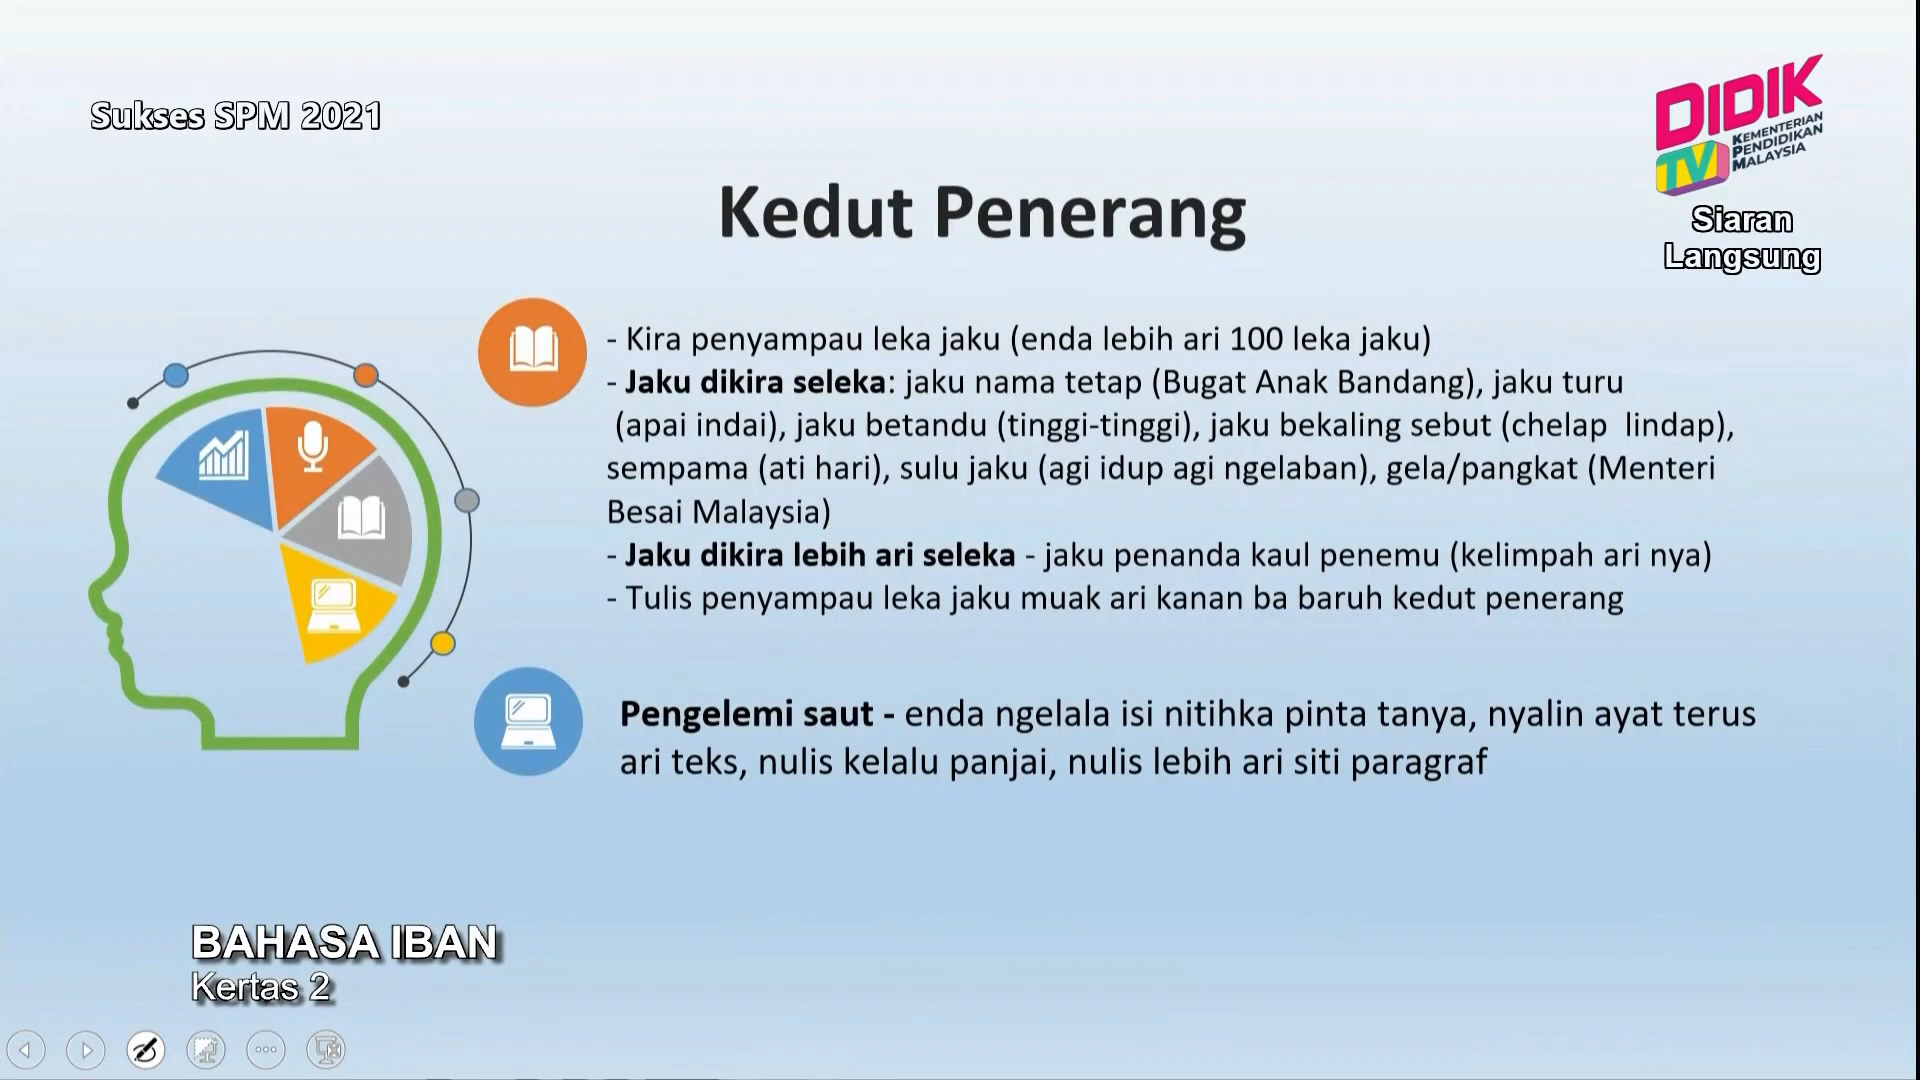 Sukses SPM 2021
DIDIK
TV
KEMENTERIAN
PENDIDIKAN
MALAYSIA
Siaran
Langsung
Kedut Penerang
- Kira penyampau leka jaku (enda lebih ari 100 leka jaku)
- Jaku dikira seleka: jaku nama tetap (Bugat Anak Bandang), jaku turu
(apai indai), jaku betandu (tinggi-tinggi), jaku bekaling sebut (chelap  lindap),
sempama (ati hari), sulu jaku (agi idup agi ngelaban), gela/pangkat (Menteri
Besai Malaysia)
- Jaku dikira lebih ari seleka - jaku penanda kaul penemu (kelimpah ari nya)
- Tulis penyampau leka jaku muak ari kanan ba baruh kedut penerang
Pengelemi saut - enda ngelala isi nitihka pinta tanya, nyalin ayat terus
ari teks, nulis kelalu panjai, nulis lebih ari siti paragraf
BAHASA IBAN
Kertas 2